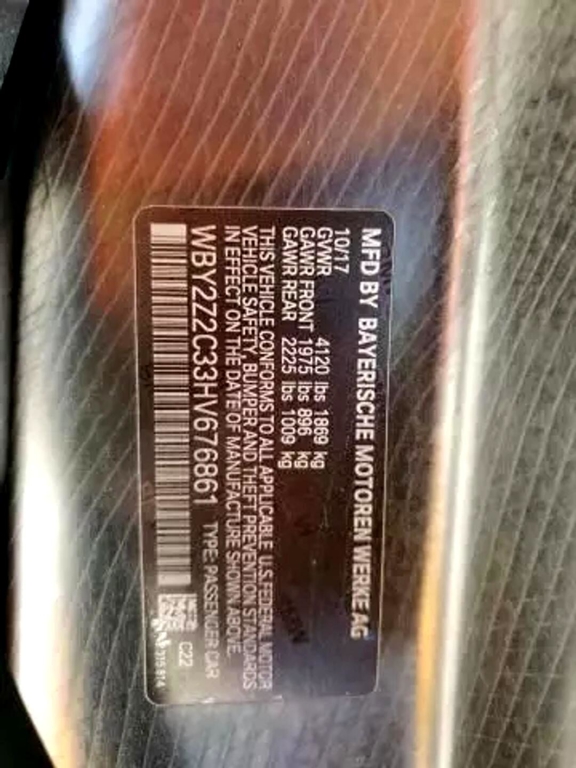 MFD BY BAYERISCHE MOTOREN WERKE AG
10/17
GVWR 4120 lbs 1869 kg
GAWR FRONT 1975 lbs 896 kg
GAWR REAR 2225 lbs 1009 kg
THIS VEHICLE CONFORMS TO ALL APPLICABLE U.S.FEDERAL MOTOR
VEHICLE SAFETY, BUMPER AND THEFT PREVENTION STANDARDS
IN EFFECT ON THE DATE OF MANUFACTURE SHOWN ABOVE.
WBY2Z2C33HV676861 TYPE: PASSENGER CAR
C22